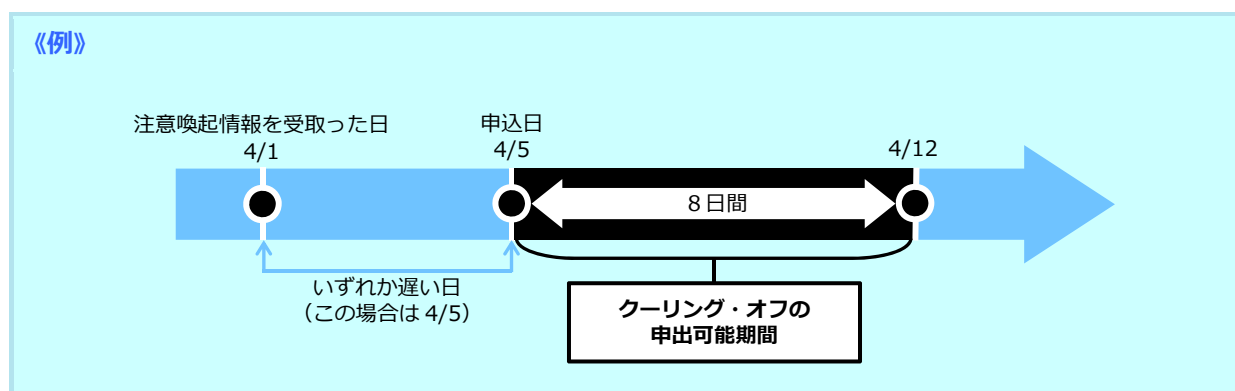 《例》
注意喚起情報を受取った日
4/1
申込日
4/5
4/12
8日間
いずれか遅い日
（この場合は 4/5）
クーリング・オフの
申出可能期間